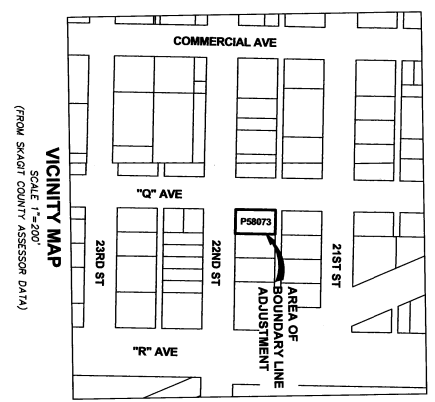 COMMERCIAL AVE
"Q" AVE
P58073
21ST ST
22ND ST
23RD ST
AREA OF
BOUNDARY LINE
ADJUSTMENT
"R" AVE
VICINITY MAP
SCALE 1"=200'
(FROM SKAGIT COUNTY ASSESSOR DATA)